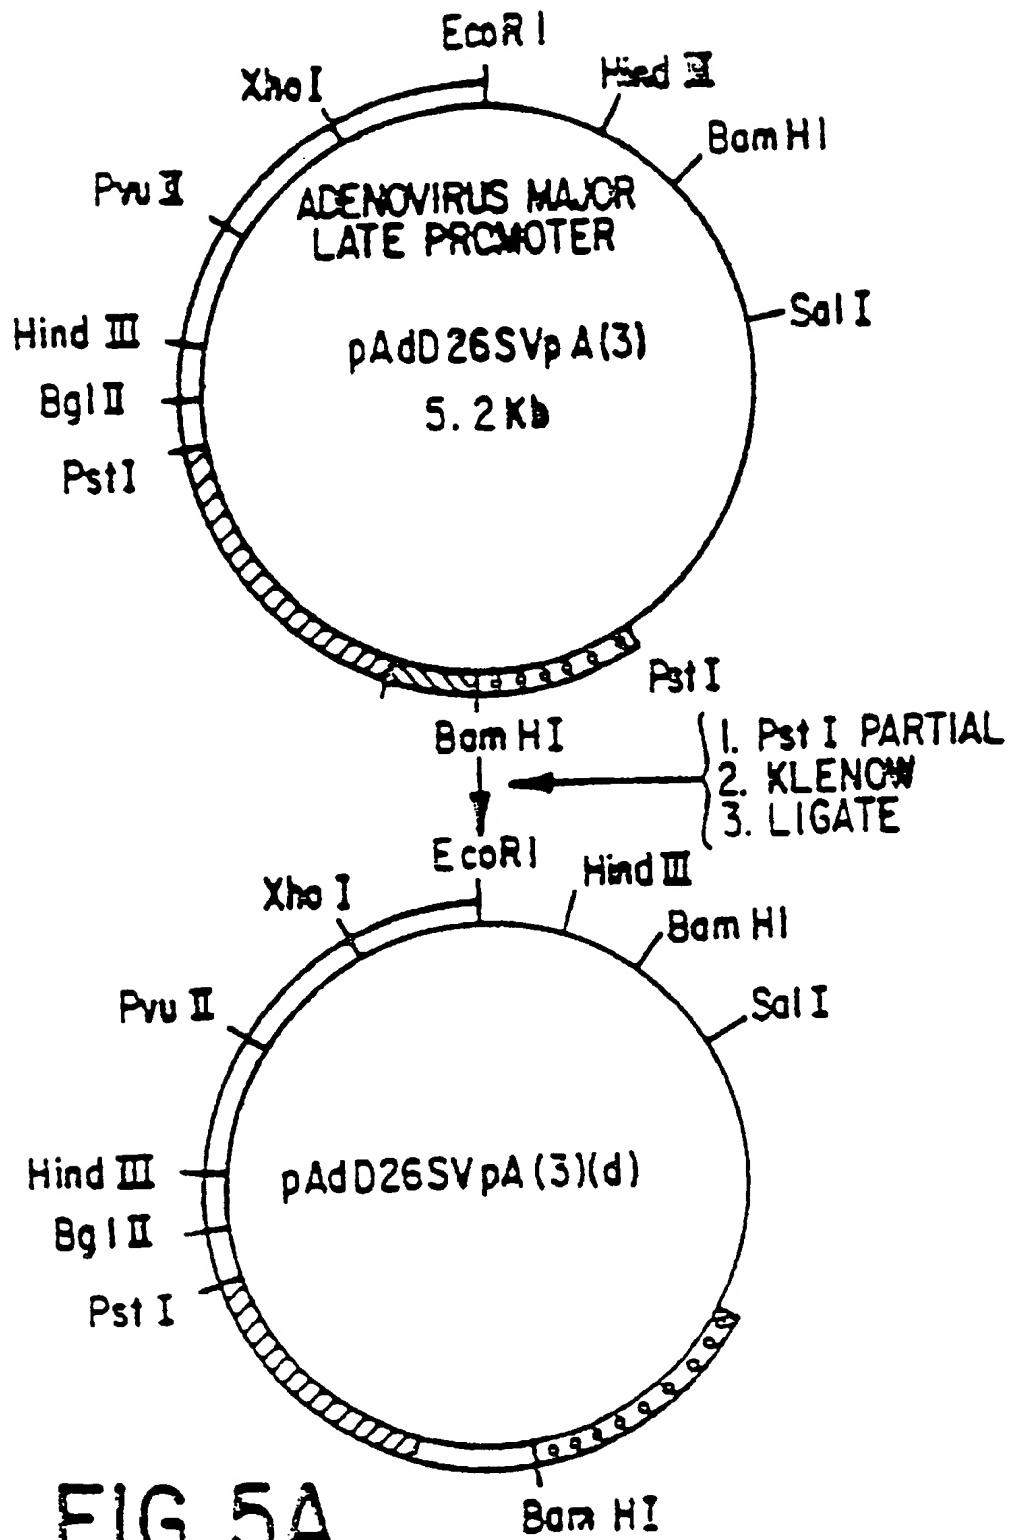 EcoR I
Xho I
Hind III
Bam HI
Pvu II
ADENOVIRUS MAJOR
LATE PROMOTER
Sal I
Hind III
pAdD26SVpA(3)
Bgl II
5.2Kb
Pst I
Pst I
Bam HI
1. Pst I PARTIAL
2. KLENOW
3. LIGATE
EcoRI
Hind III
Xho I
Bam HI
Pvu II
Sal I
Hind III
pAdD26SVpA(3)(d)
Bgl II
Pst I
FIG. 5A
Bam HI